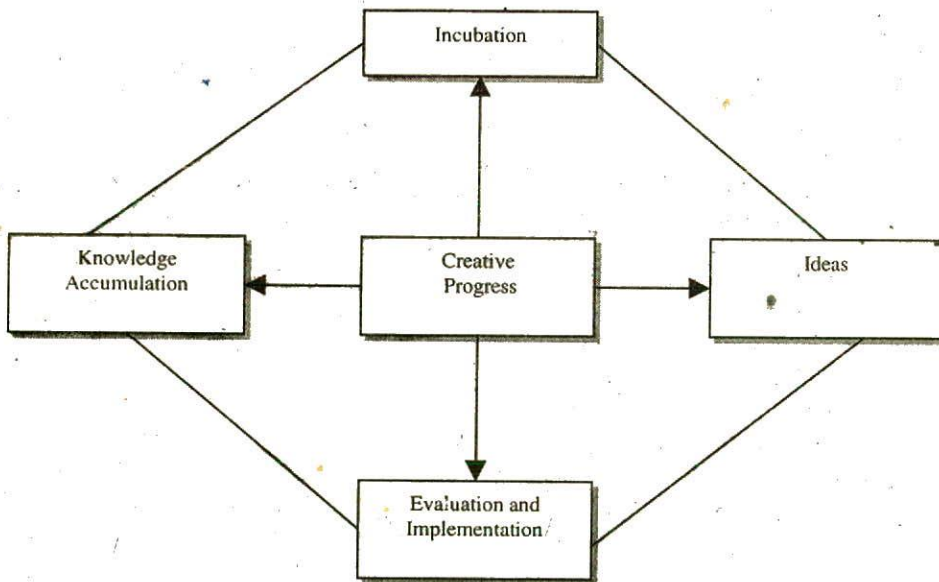 Incubation
Knowledge
Accumulation
Creative
Progress
Ideas
Evaluation and
Implementation